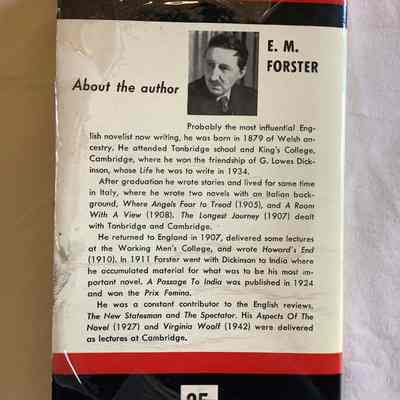 E. M.
FORSTER
About the author
Probably the most influential Eng-
lish novelist now writing, he was born in 1879 of Welsh an-
cestry. He attended Tonbridge school and King's College,
Cambridge, where he won the friendship of G. Lowes Dick-
inson, whose Life he was to write in 1934.
After graduation he wrote stories and lived for some time
in Italy, where he wrote two novels with an Italian back-
ground, Where Angels Fear to Tread (1905), and A Room
With A View (1908). The Longest Journey (1907) dealt
with Tonbridge and Cambridge.
He returned to England in 1907, delivered some lectures
at the Working Men's College, and wrote Howard's End
(1910). In 1911 Forster went with Dickinson to India where
he accumulated material for what was to be his most im-
portant novel. A Passage To India was published in 1924
and won the Prix Femina.
He was a constant contributor to the English reviews,
The New Statesman and The Spectator. His Aspects Of The
Novel (1927) and Virginia Woolf (1942) were delivered
as lectures at Cambridge.